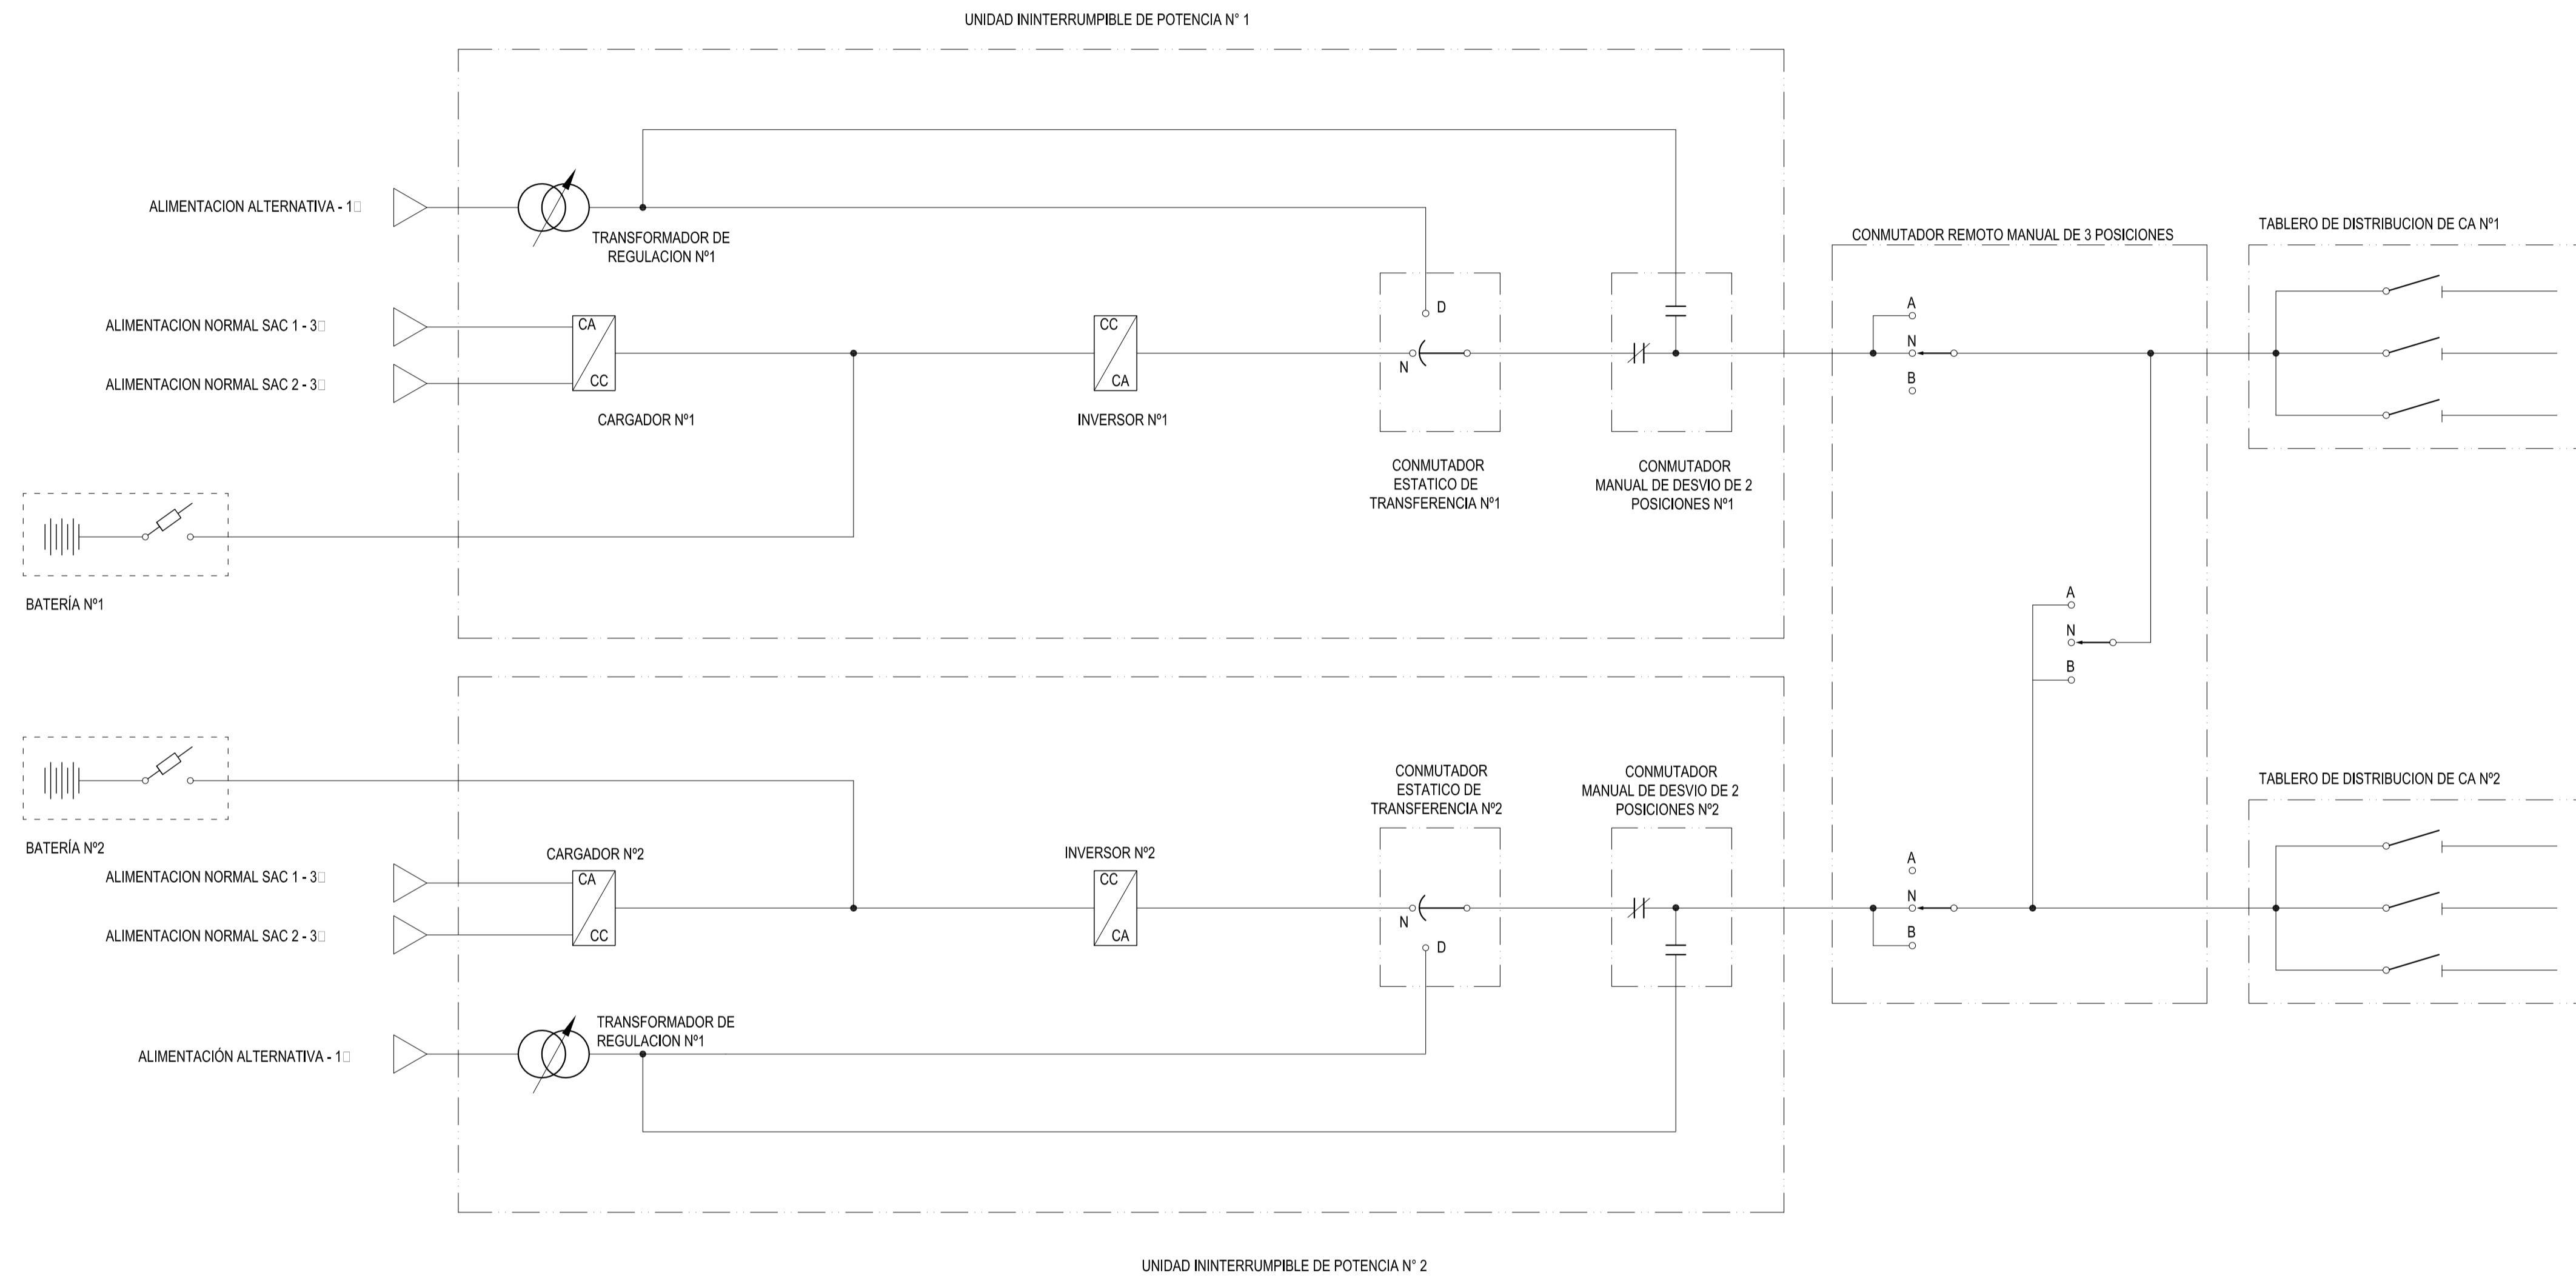 UNIDAD ININTERRUMPIBLE DE POTENCIA N° 1
ALIMENTACION ALTERNATIVA - 1□
TRANSFORMADOR DE
REGULACION Nº1
CONMUTADOR REMOTO MANUAL DE 3 POSICIONES
TABLERO DE DISTRIBUCION DE CA Nº1
ALIMENTACION NORMAL SAC 1 - 3□
ALIMENTACION NORMAL SAC 2 - 3□
CA
CC
CARGADOR Nº1
CC
CA
INVERSOR Nº1
D
N
CONMUTADOR
ESTATICO DE
TRANSFERENCIA Nº1
CONMUTADOR
MANUAL DE DESVIO DE 2
POSICIONES Nº1
A
N
B
BATERÍA Nº1
A
N
B
BATERÍA Nº2
ALIMENTACION NORMAL SAC 1 - 3□
ALIMENTACION NORMAL SAC 2 - 3□
CARGADOR Nº2
CA
CC
INVERSOR Nº2
CC
CA
CONMUTADOR
ESTATICO DE
TRANSFERENCIA Nº2
N
D
CONMUTADOR
MANUAL DE DESVIO DE 2
POSICIONES Nº2
A
N
B
TABLERO DE DISTRIBUCION DE CA Nº2
ALIMENTACIÓN ALTERNATIVA - 1□
TRANSFORMADOR DE
REGULACION Nº1
UNIDAD ININTERRUMPIBLE DE POTENCIA N° 2